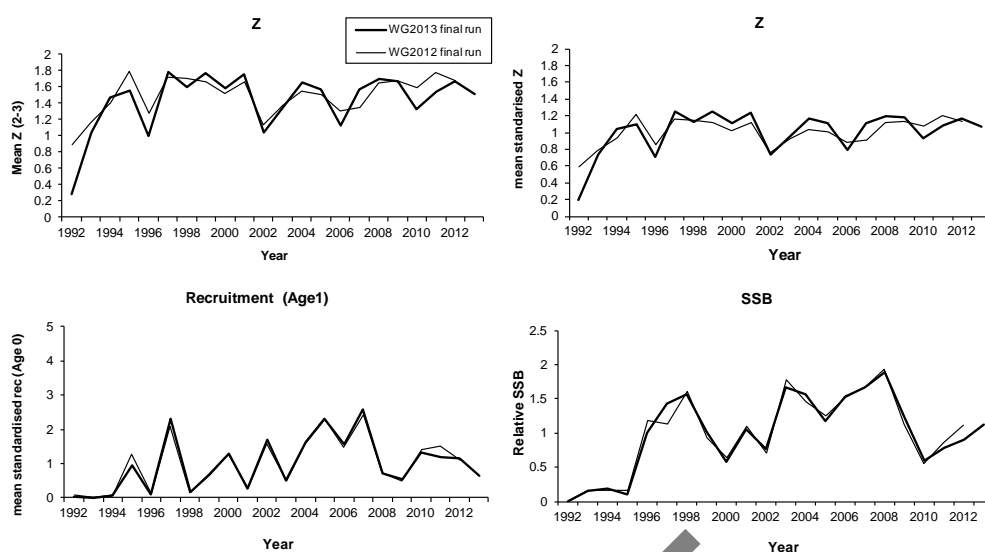 Z
WG2013 final run
WG2012 final run
Mean Z (2-3)
2
1.8
1.6
1.4
1.2
1
0.8
0.6
0.4
0.2
0
1992 1994 1996 1998 2000 2002 2004 2006 2008 2010 2012
Year
Z
mean standarised Z
2
1.8
1.6
1.4
1.2
1
0.8
0.6
0.4
0.2
0
1992 1994 1996 1998 2000 2002 2004 2006 2008 2010 2012
Year
Recruitment (Age1)
mean standardised rec (Age 0)
5
4
3
2
1
0
1992 1994 1996 1998 2000 2002 2004 2006 2008 2010 2012
Year
SSB
Relative SSB
2.5
2
1.5
1
0.5
0
1992 1994 1996 1998 2000 2002 2004 2006 2008 2010 2012
Year